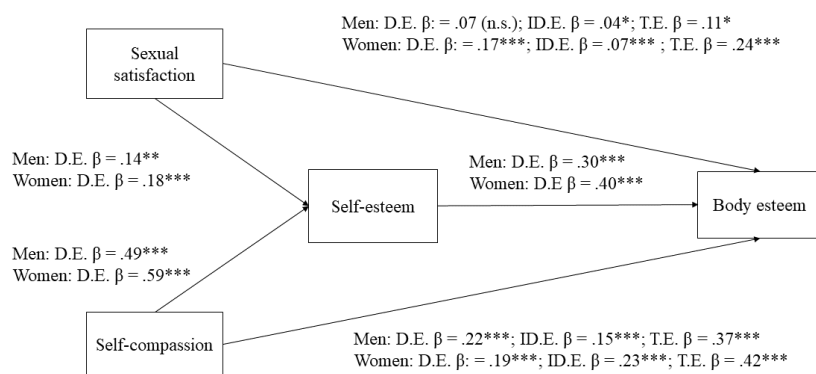 Men: D.E. β: = .07 (n.s.); ID.E. β = .04*; T.E. β = .11*
Women: D.E. β: = .17***; ID.E. β = .07*** ; T.E. β = .24***
Sexual
satisfaction
Men: D.E. β = .14**
Women: D.E. β = .18***
Men: D.E. β = .30***
Women: D.E β = .40***
Self-esteem
Body esteem
Men: D.E. β = .49***
Women: D.E. β = .59***
Self-compassion
Men: D.E. β = .22***; ID.E. β = .15***; T.E. β = .37***
Women: D.E. β: = .19***; ID.E. β = .23***; T.E. β = .42***